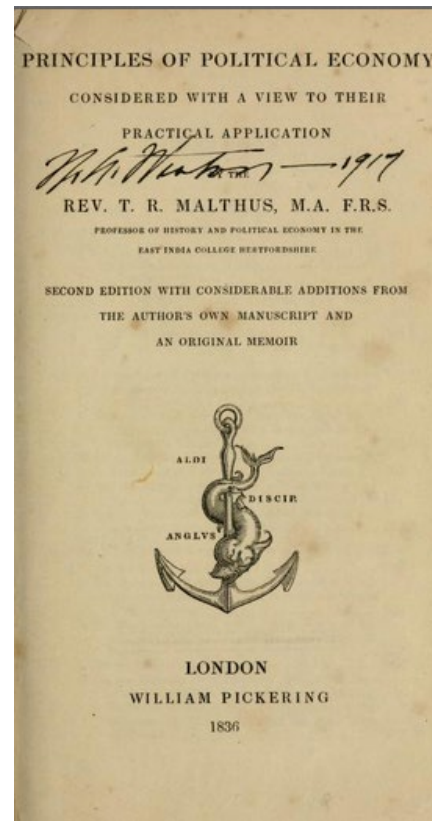 PRINCIPLES OF POLITICAL ECONOMY
CONSIDERED WITH A VIEW TO THEIR
PRACTICAL APPLICATION
1917
THE
REV. T. R. MALTHUS, M.A. F.R.S.
PROFESSOR OF HISTORY AND POLITICAL ECONOMY IN THE
EAST INDIA COLLEGE HERTFORDSHIRE
SECOND EDITION WITH CONSIDERABLE ADDITIONS FROM
THE AUTHOR'S OWN MANUSCRIPT AND
AN ORIGINAL MEMOIR
ALDI
DISCIP.
ANGLVS
LONDON
WILLIAM PICKERING
1836